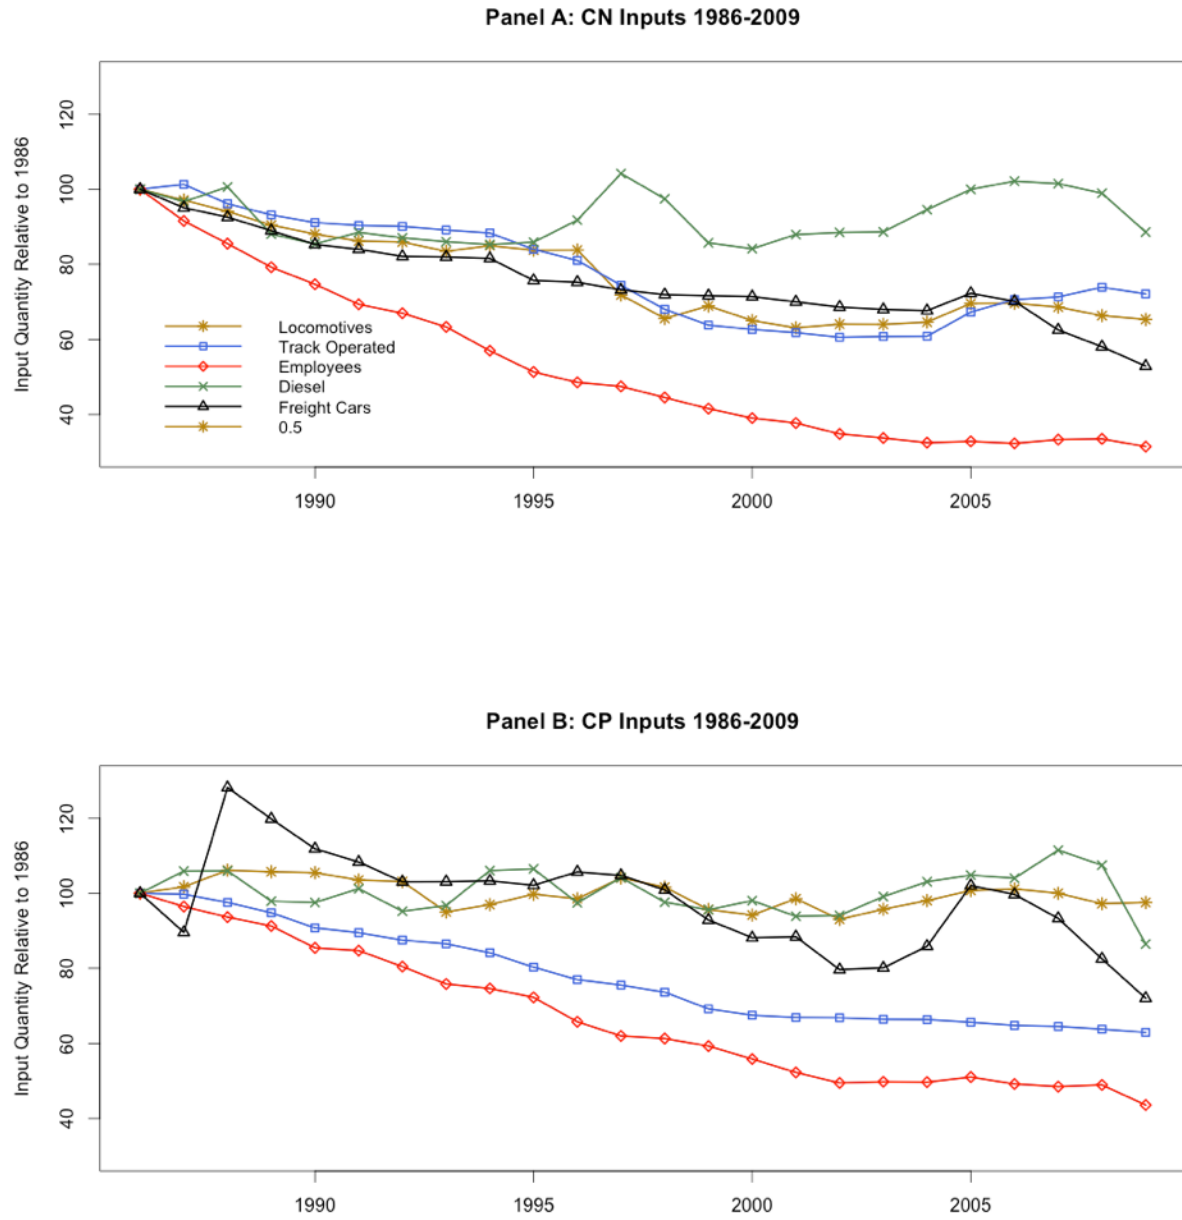 Panel A: CN Inputs 1986-2009
Input Quantity Relative to 1986
120
100
80
60
40
Locomotives
Track Operated
Employees
Diesel
Freight Cars
0.5
1990
1995
2000
2005
Panel B: CP Inputs 1986-2009
Input Quantity Relative to 1986
120
100
80
60
40
1990
1995
2000
2005